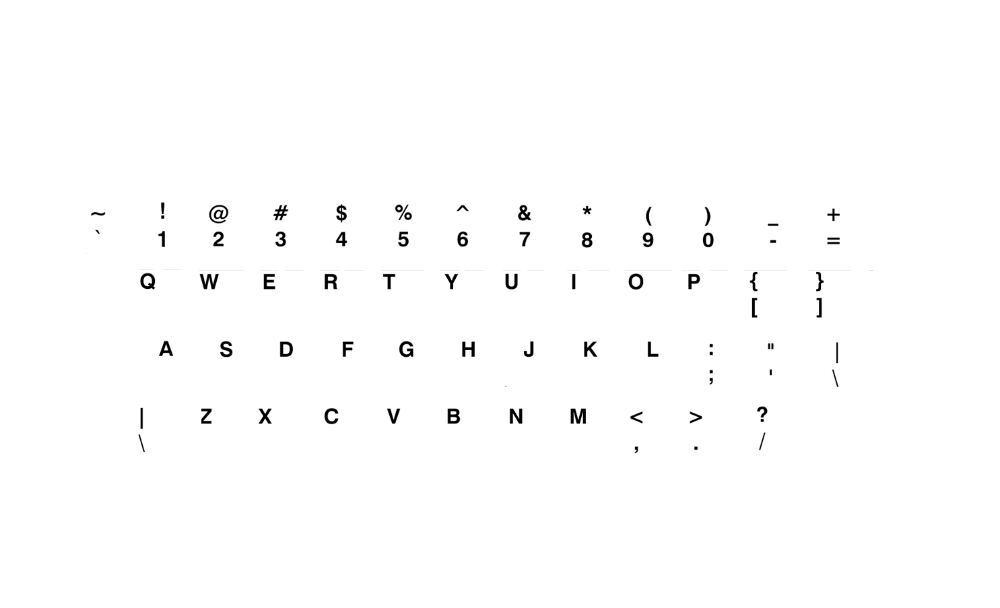 ~ ! @ # $ % ^ & * ( ) _ +
` 1 2 3 4 5 6 7 8 9 0 - =
Q W E R T Y U I O P { }
[ ]
A S D F G H J K L : " |
; ' \
| Z X C V B N M < > ?
\ , . /